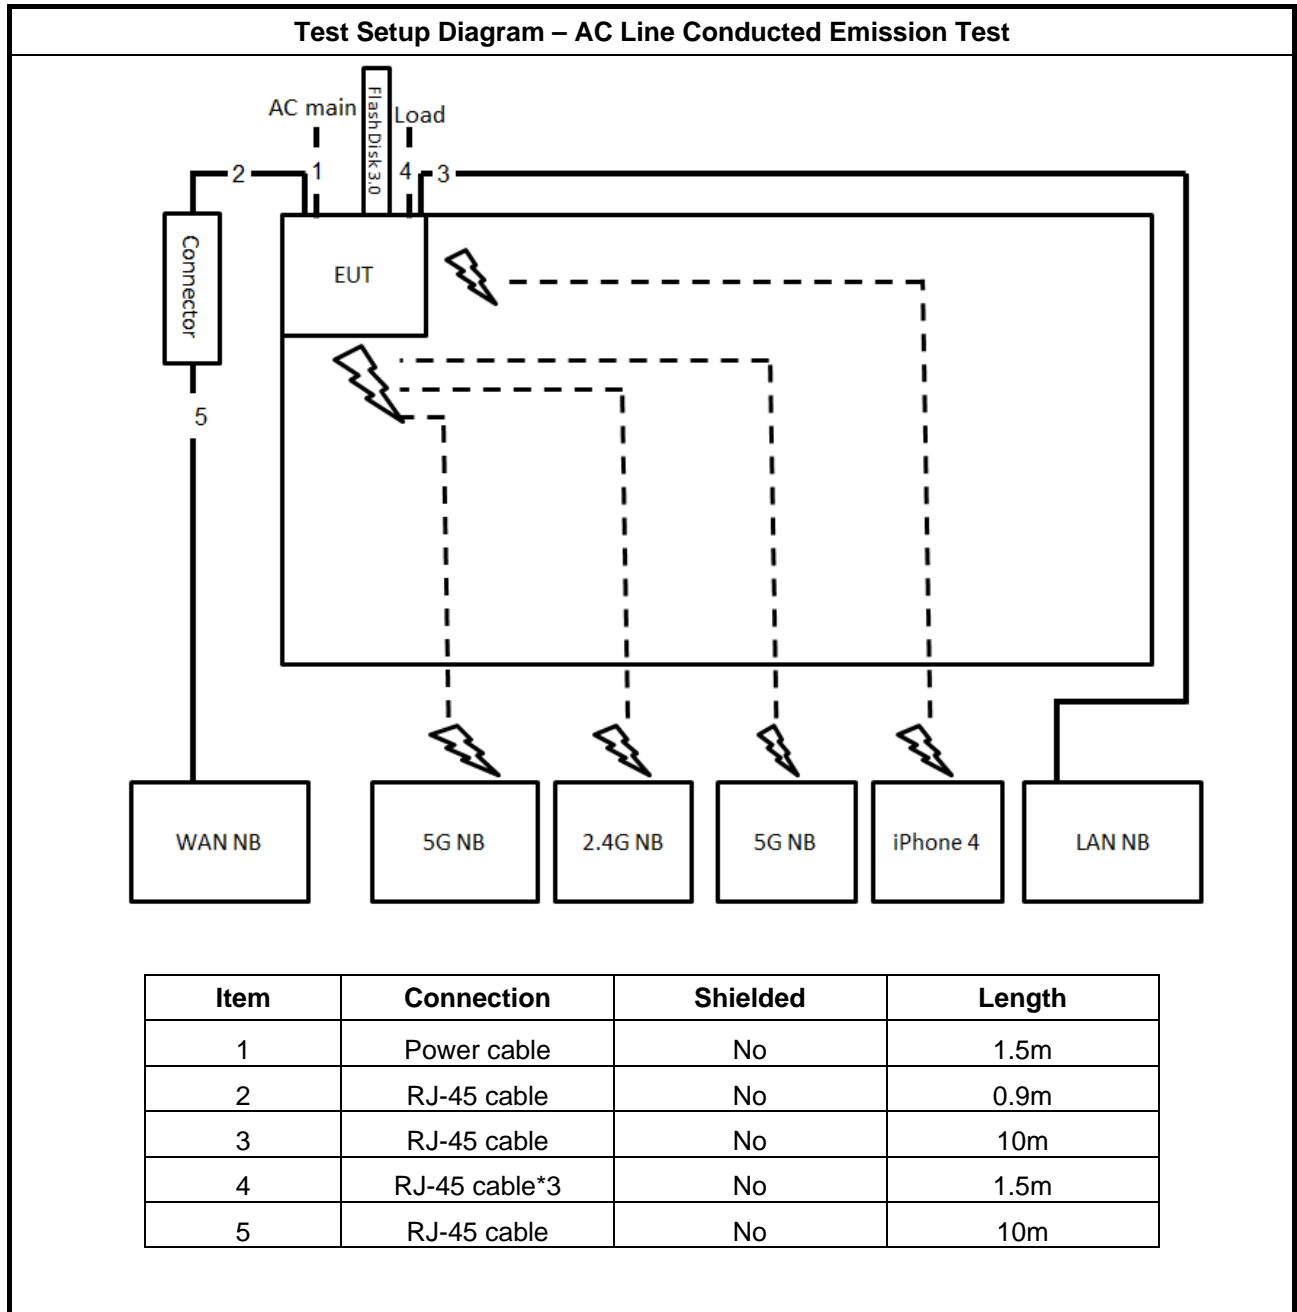 Test Setup Diagram – AC Line Conducted Emission Test
AC main
Flash Disk 3.0
Load
2
1
4
3
Connector
EUT
5
WAN NB
5G NB
2.4G NB
5G NB
iPhone 4
LAN NB
Item Connection Shielded Length
1 Power cable No 1.5m
2 RJ-45 cable No 0.9m
3 RJ-45 cable No 10m
4 RJ-45 cable*3 No 1.5m
5 RJ-45 cable No 10m